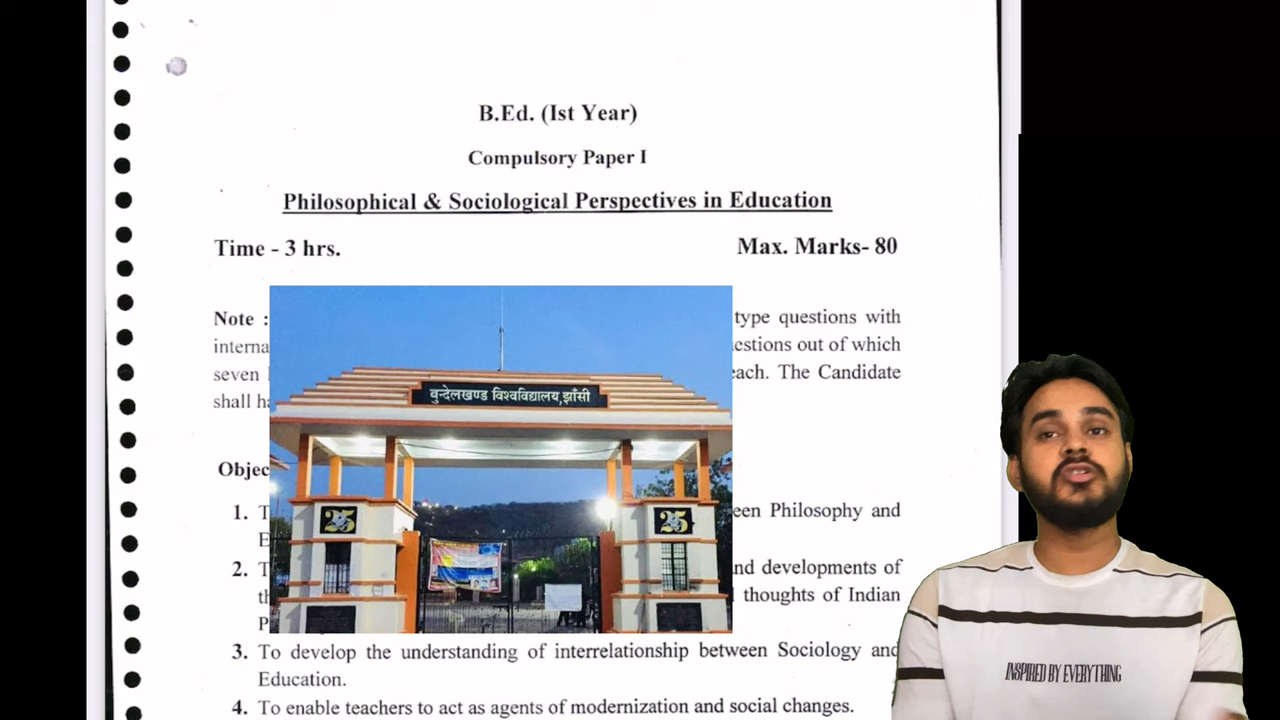 B.Ed. (Ist Year)
Compulsory Paper I
Philosophical & Sociological Perspectives in Education
Time - 3 hrs.
Max. Marks- 80
Note :
type questions with
interna
estions out of which
seven
each. The Candidate
shall ha
बुन्देलखण्ड विश्वविद्यालय,झाँसी
Objec
1. T
een Philosophy and
E
25
25
2. T
nd developments of
th
thoughts of Indian
P
3. To develop the understanding of interrelationship between Sociology and
Education.
4. To enable teachers to act as agents of modernization and social changes.
INSPIRED BY EVERYTHING